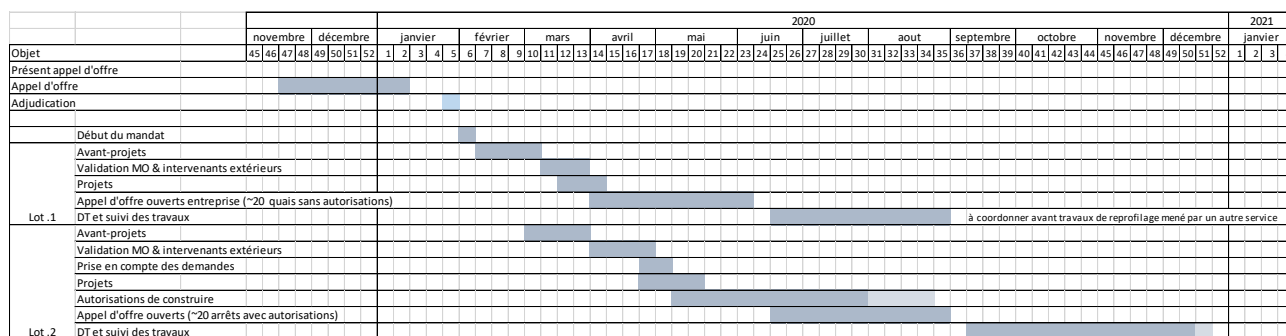 2020 2021
novembre décembre janvier février mars avril mai juin juillet aout septembre octobre novembre décembre janvier
Objet 45 46 47 48 49 50 51 52 1 2 3 4 5 6 7 8 9 10 11 12 13 14 15 16 17 18 19 20 21 22 23 24 25 26 27 28 29 30 31 32 33 34 35 36 37 38 39 40 41 42 43 44 45 46 47 48 49 50 51 52 1 2 3
Présent appel d'offre
Appel d'offre
Adjudication
Début du mandat
Avant-projets
Validation MO & intervenants extérieurs
Projets
Appel d'offre ouverts entreprise (~20 quais sans autorisations)
Lot .1 DT et suivi des travaux à coordonner avant travaux de reprofilage mené par un autre service
Avant-projets
Validation MO & intervenants extérieurs
Prise en compte des demandes
Projets
Autorisations de construire
Appel d'offre ouverts (~20 arrêts avec autorisations)
Lot .2 DT et suivi des travaux